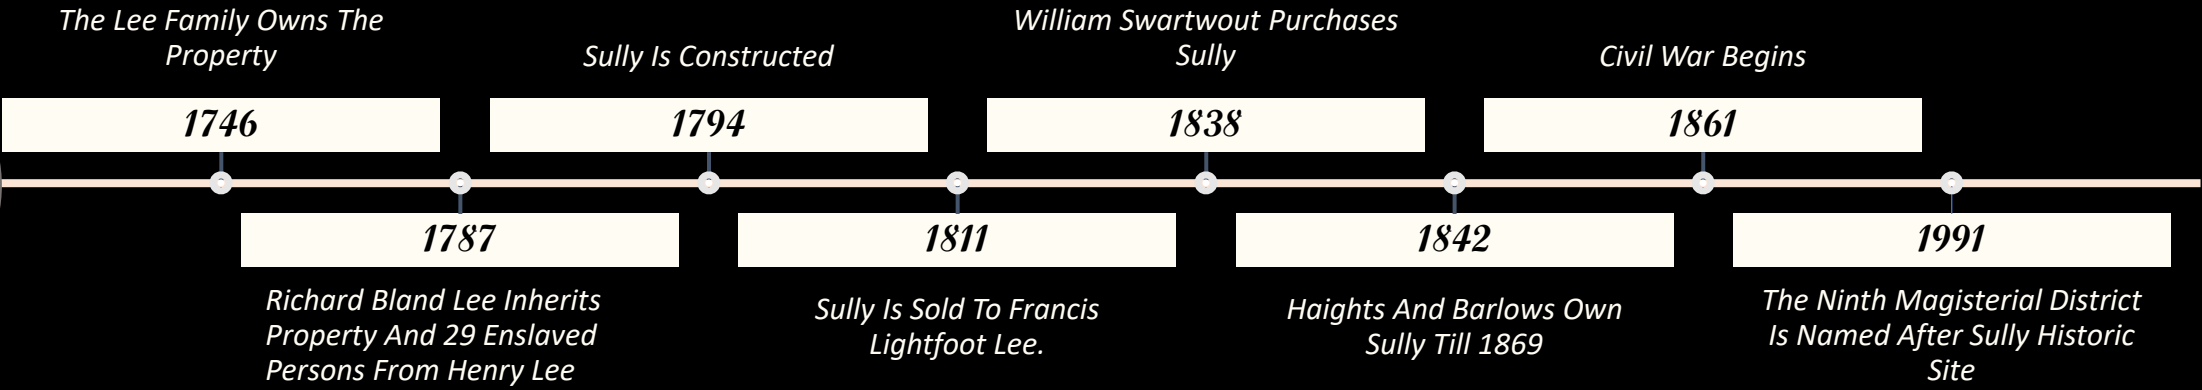 The Lee Family Owns The
Property
1746
1787
Richard Bland Lee Inherits
Property And 29 Enslaved
Persons From Henry Lee
Sully Is Constructed
1794
1811
Sully Is Sold To Francis
Lightfoot Lee.
William Swartwout Purchases
Sully
1838
1842
Haights And Barlows Own
Sully Till 1869
Civil War Begins
1861
1991
The Ninth Magisterial District
Is Named After Sully Historic
Site